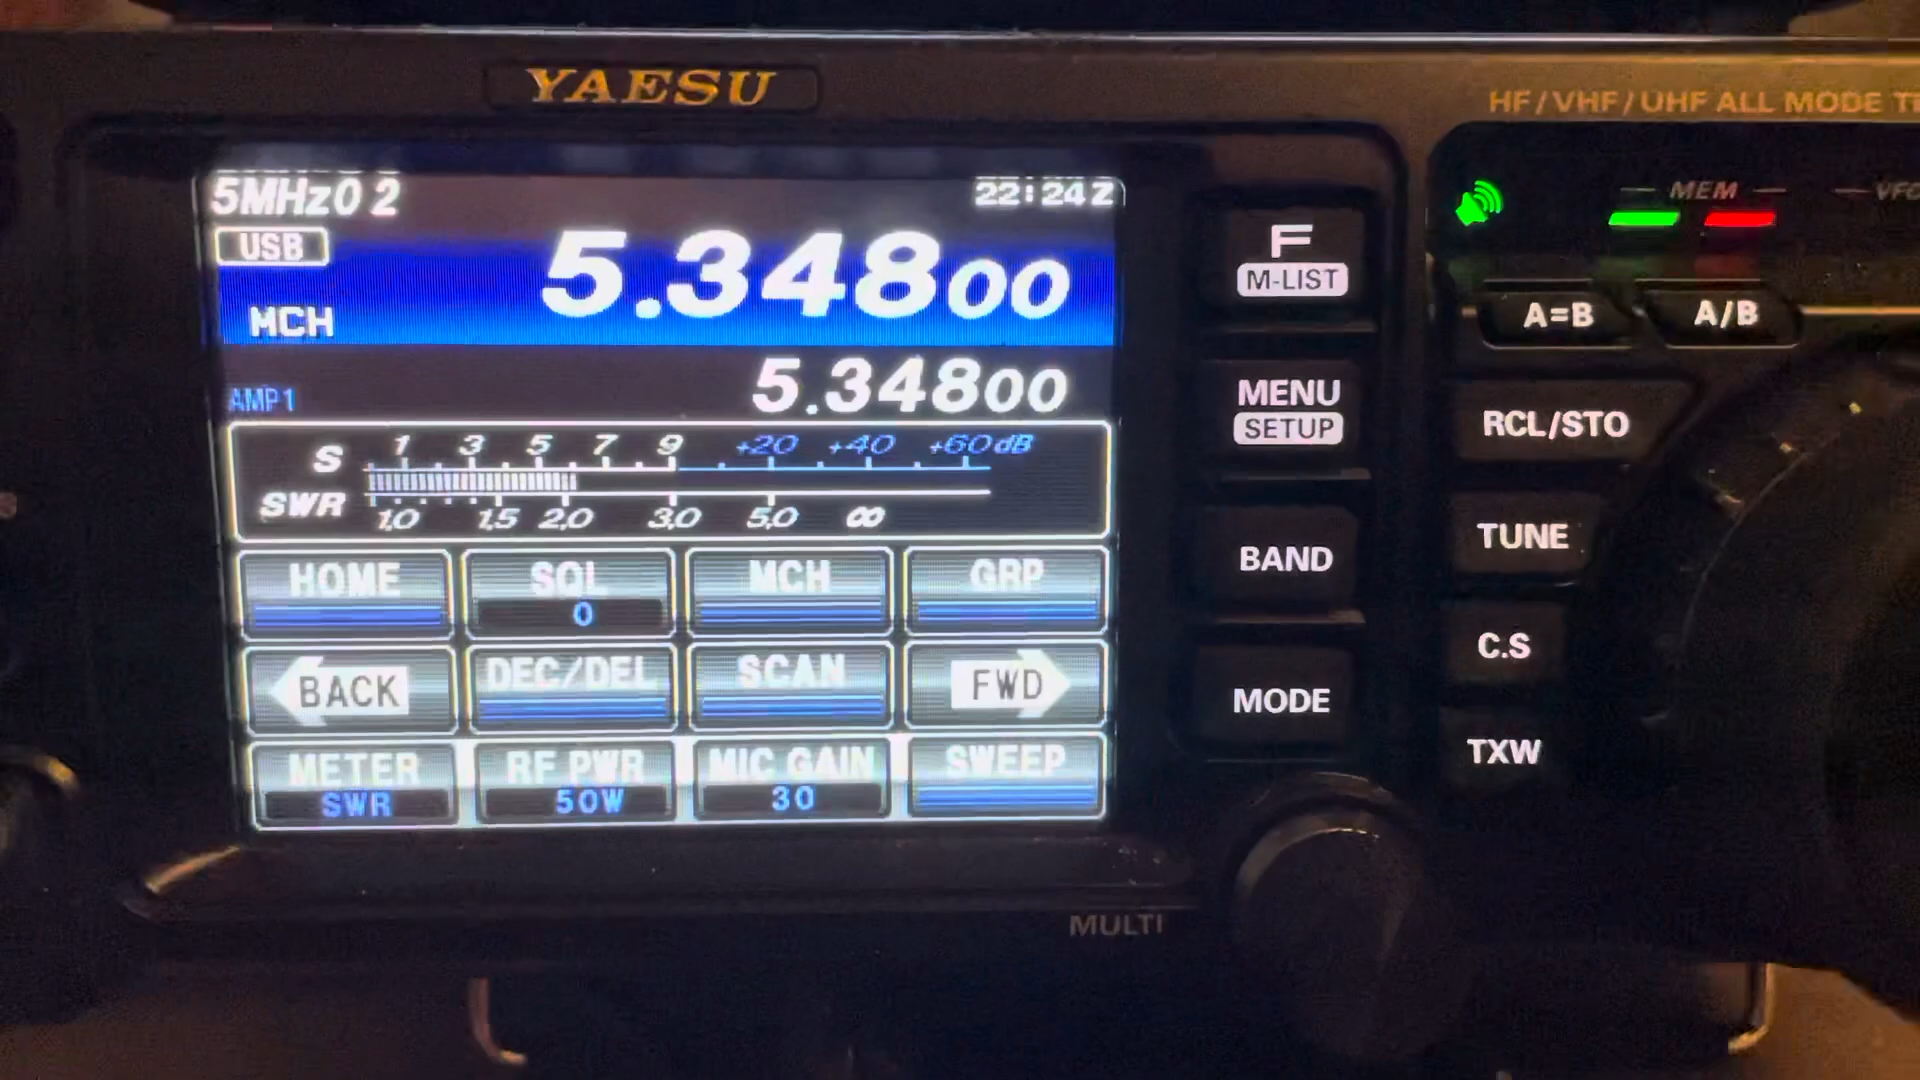 YAESU
HF/VHF/UHF ALL MODE
5MHz02
22:24Z
USB
5.34800
MCH
5.34800
AMP1
S 1 3 5 7 9 +20 +40 +60dB
SWR 1,0 1,5 2,0 3,0 5,0 ∞
HOME SQL MCH GRP
0
BACK DEC/DEL SCAN FWD
METER RF PWR MIC GAIN SWEEP
SWR 50W 30
F
M-LIST
MENU
SETUP
BAND
MODE
MULTI
MEM
A=B A/B
RCL/STO
TUNE
C.S
TXW